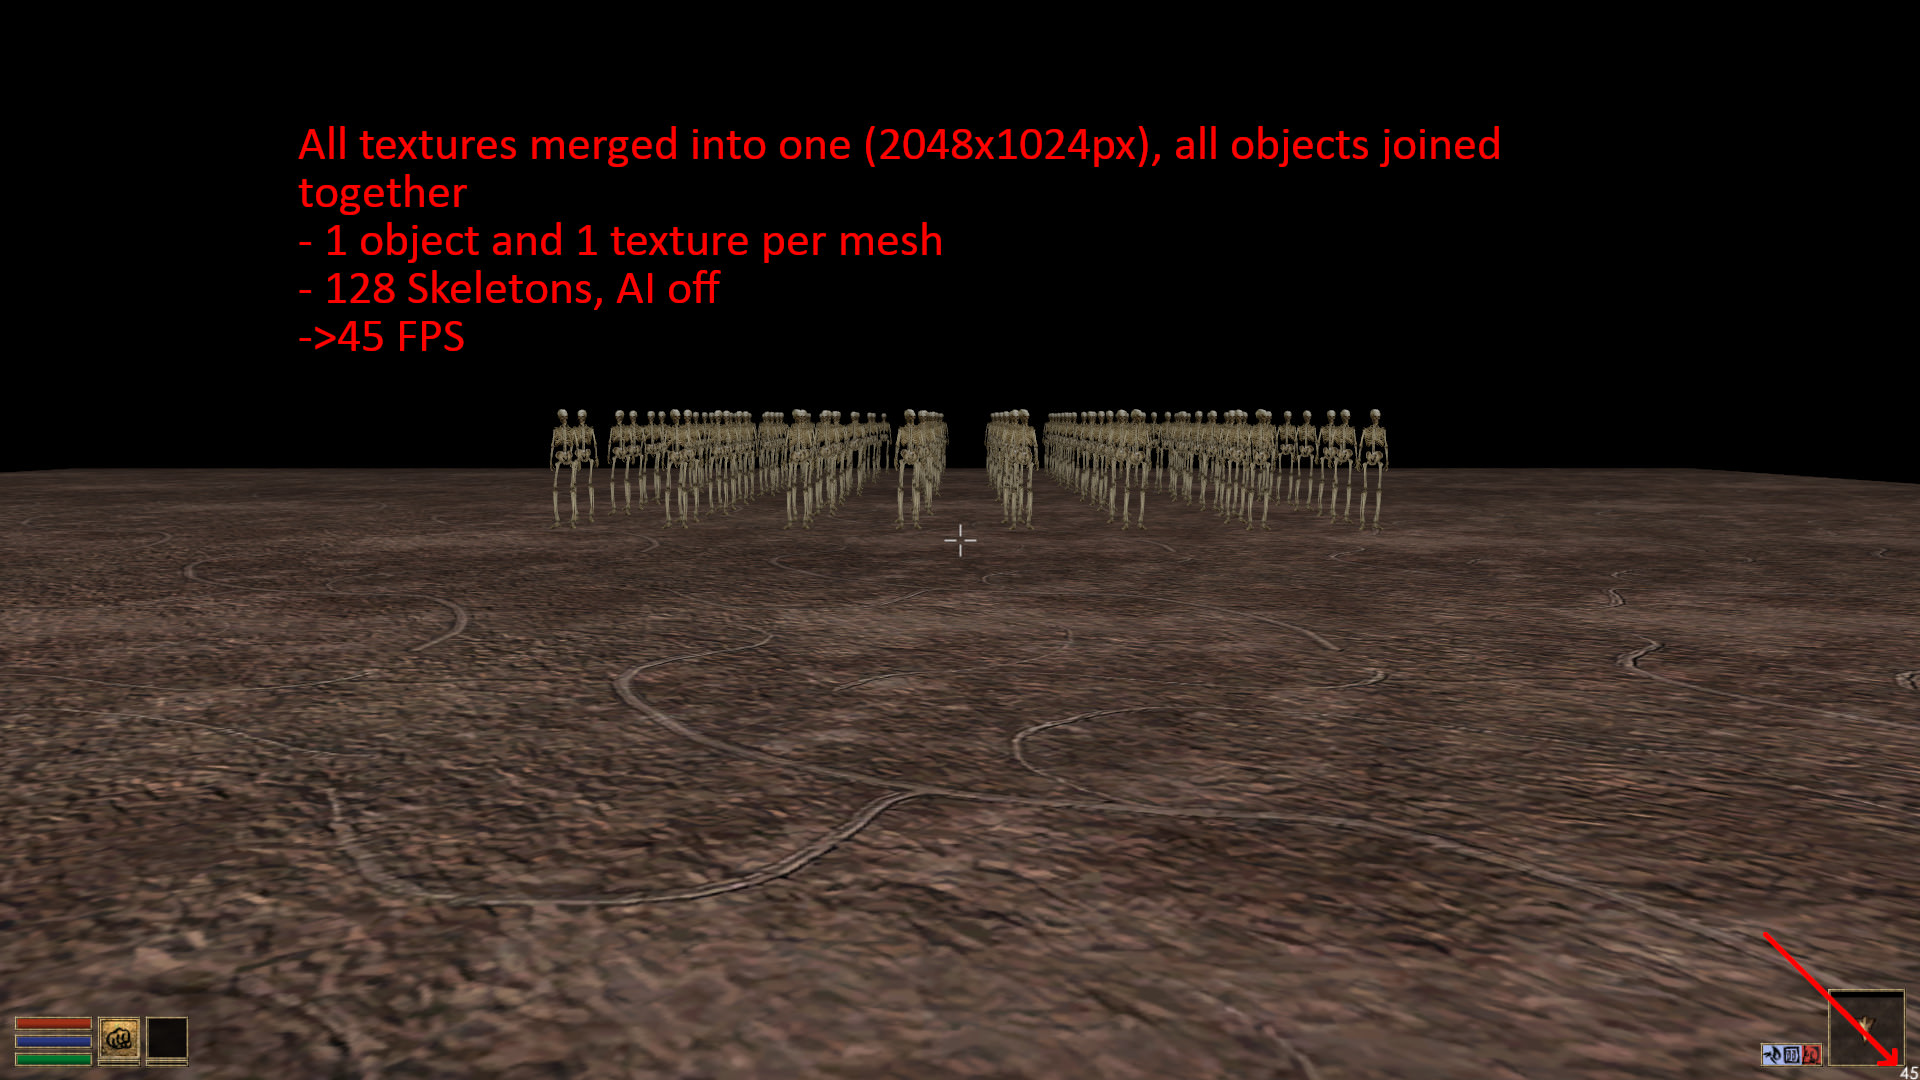 All textures merged into one (2048x1024px), all objects joined
together
- 1 object and 1 texture per mesh
- 128 Skeletons, AI off
->45 FPS
45